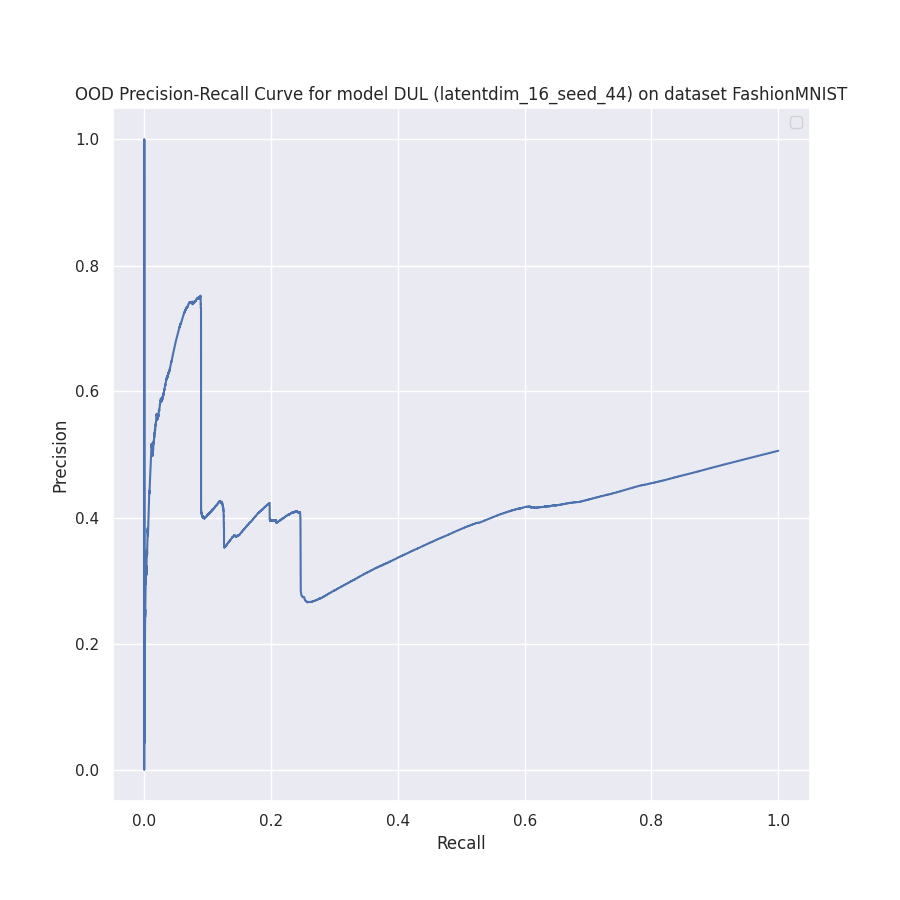 OOD Precision-Recall Curve for model DUL (latentdim_16_seed_44) on dataset FashionMNIST
1.0
0.8
0.6
0.4
0.2
0.0
Precision
0.0 0.2 0.4 0.6 0.8 1.0
Recall